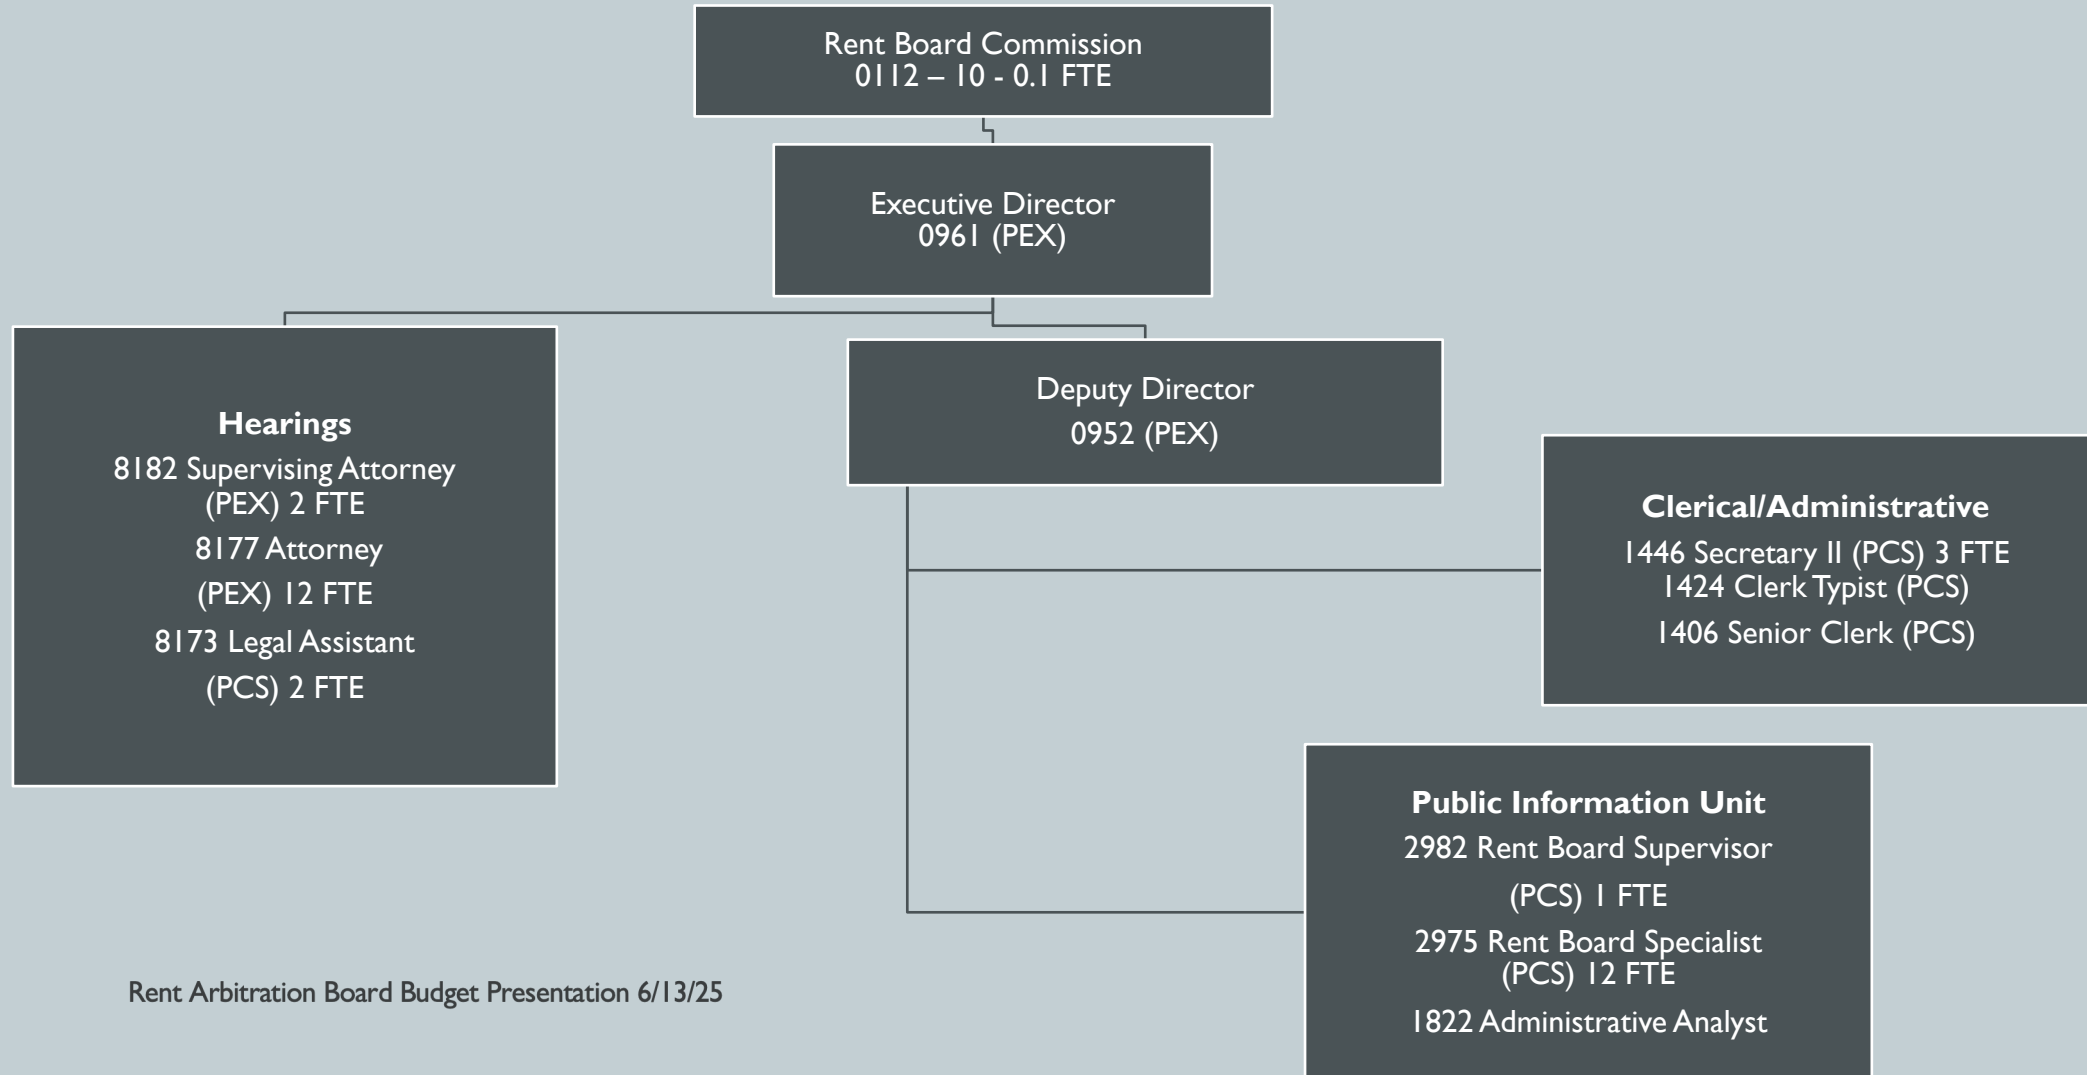 Rent Board Commission
0112 – 10 - 0.1 FTE
Executive Director
0961 (PEX)
Hearings
8182 Supervising Attorney
(PEX) 2 FTE
8177 Attorney
(PEX) 12 FTE
8173 Legal Assistant
(PCS) 2 FTE
Deputy Director
0952 (PEX)
Clerical/Administrative
1446 Secretary II (PCS) 3 FTE
1424 Clerk Typist (PCS)
1406 Senior Clerk (PCS)
Public Information Unit
2982 Rent Board Supervisor
(PCS) 1 FTE
2975 Rent Board Specialist
(PCS) 12 FTE
1822 Administrative Analyst
Rent Arbitration Board Budget Presentation 6/13/25